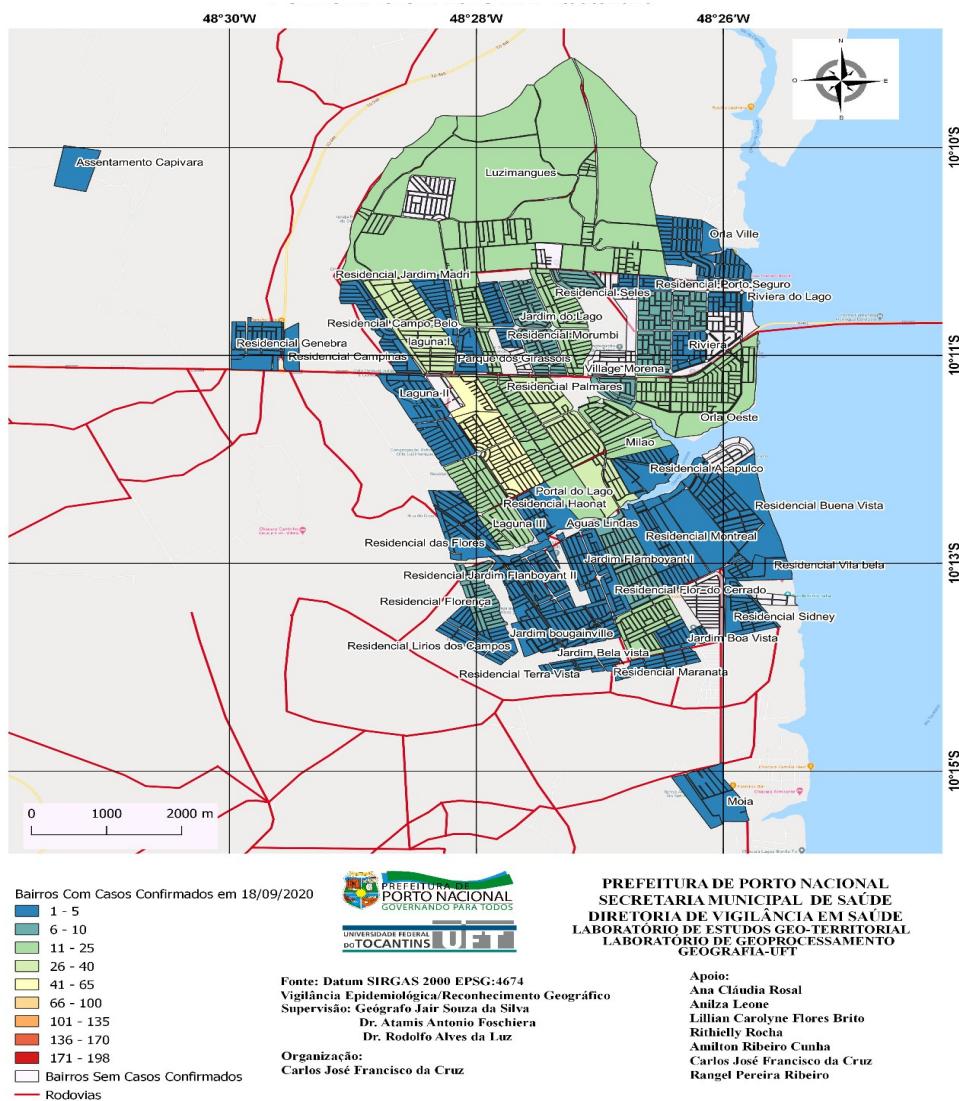 48°30'W 48°28'W 48°26'W
N
O E
B
10°10'S
Assentamento Capivara
Luzimangues
Orla Ville
Residencial Jardim Madri
Residencial Porto Seguro
Residencial Seles
Riviera do Lago
Jardim do Lago
Residencial Campo Belo
Residencial Morumbi
Residencial Genebra
laguna I
Riviera
Residencial Campinas
Parque dos Girassois
10°11'S
Village Morena
Residencial Palmares
Laguna II
Orla Oeste
Milao
Residencial Acapulco
Portal do Lago
Residencial Haonat
Residencial Buena Vista
Laguna III
Aguas Lindas
Residencial Montreal
Residencial das Flores
Jardim Flamboyant I
10°13'S
Residencial Vila bela
Residencial Jardim Flanboyant II
Residencial Flor do Cerrado
Residencial Florença
Residencial Sidney
Jardim bougainville
Jardim Boa Vista
Residencial Lirios dos Campos
Jardim Bela vista
Residencial Terra Vista
Residencial Maranata
10°15'S
Moia
0 1000 2000 m
Bairros Com Casos Confirmados em 18/09/2020
1 - 5
6 - 10
11 - 25
26 - 40
41 - 65
66 - 100
101 - 135
136 - 170
171 - 198
Bairros Sem Casos Confirmados
Rodovias
PREFEITURA DE
PORTO NACIONAL
GOVERNANDO PARA TODOS
UNIVERSIDADE FEDERAL
DO TOCANTINS
UFT
Fonte: Datum SIRGAS 2000 EPSG:4674
Vigilância Epidemiológica/Reconhecimento Geográfico
Supervisão: Geógrafo Jair Souza da Silva
Dr. Atamis Antonio Foschiera
Dr. Rodolfo Alves da Luz
Organização:
Carlos José Francisco da Cruz
PREFEITURA DE PORTO NACIONAL
SECRETARIA MUNICIPAL DE SAÚDE
DIRETORIA DE VIGILÂNCIA EM SAÚDE
LABORATÓRIO DE ESTUDOS GEO-TERRITORIAL
LABORATÓRIO DE GEOPROCESSAMENTO
GEOGRAFIA-UFT
Apoio:
Ana Cláudia Rosal
Anilza Leone
Lillian Carolyne Flores Brito
Rithielly Rocha
Amilton Ribeiro Cunha
Carlos José Francisco da Cruz
Rangel Pereira Ribeiro